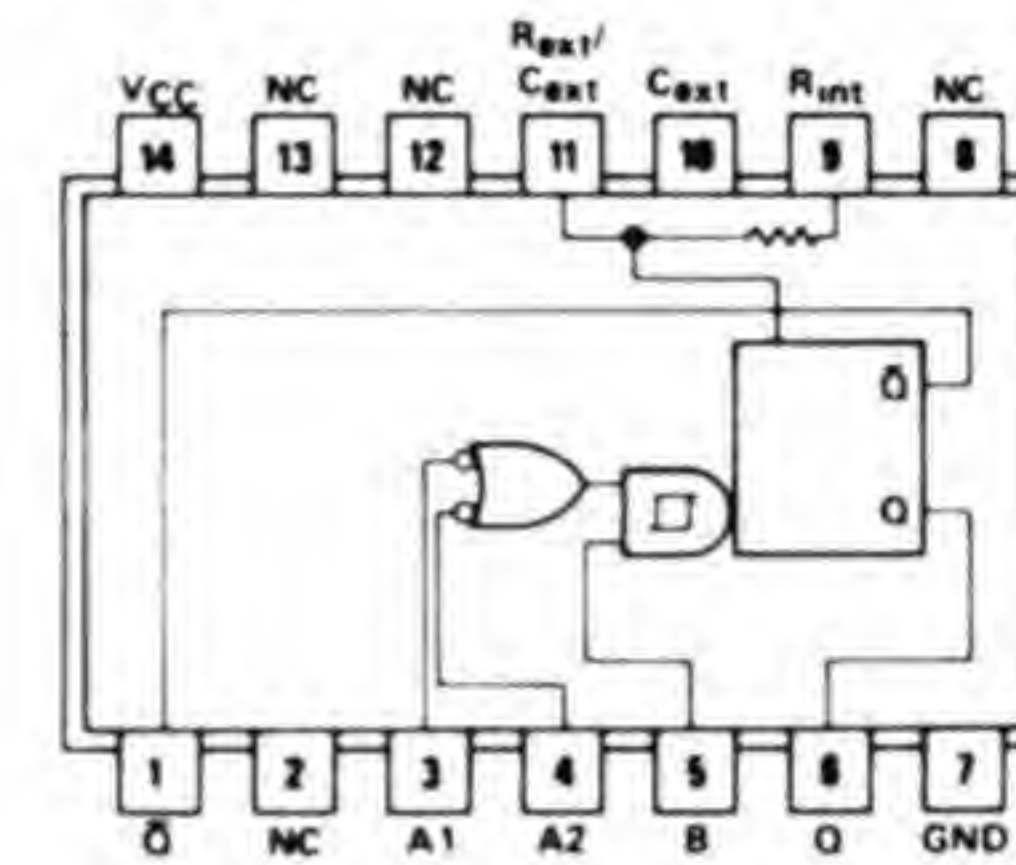 Rext/
VCC NC NC Cext Cext Rint NC
14 13 12 11 10 9 8
Q̄
Q
1 2 3 4 5 6 7
Q̄ NC A1 A2 B Q GND